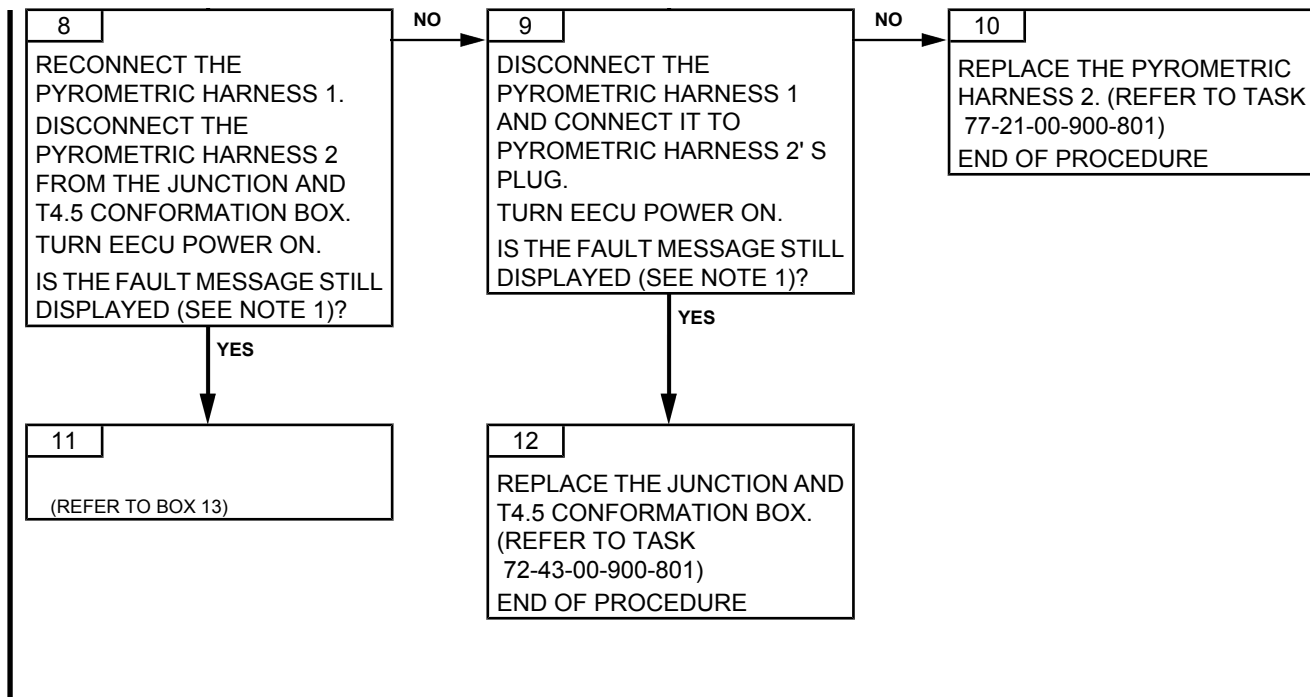 8
RECONNECT THE
PYROMETRIC HARNESS 1.
DISCONNECT THE
PYROMETRIC HARNESS 2
FROM THE JUNCTION AND
T4.5 CONFORMATION BOX.
TURN EECU POWER ON.
IS THE FAULT MESSAGE STILL
DISPLAYED (SEE NOTE 1)?
NO
9
DISCONNECT THE
PYROMETRIC HARNESS 1
AND CONNECT IT TO
PYROMETRIC HARNESS 2' S
PLUG.
TURN EECU POWER ON.
IS THE FAULT MESSAGE STILL
DISPLAYED (SEE NOTE 1)?
NO
10
REPLACE THE PYROMETRIC
HARNESS 2. (REFER TO TASK
77-21-00-900-801)
END OF PROCEDURE
YES
YES
11
(REFER TO BOX 13)
12
REPLACE THE JUNCTION AND
T4.5 CONFORMATION BOX.
(REFER TO TASK
72-43-00-900-801)
END OF PROCEDURE